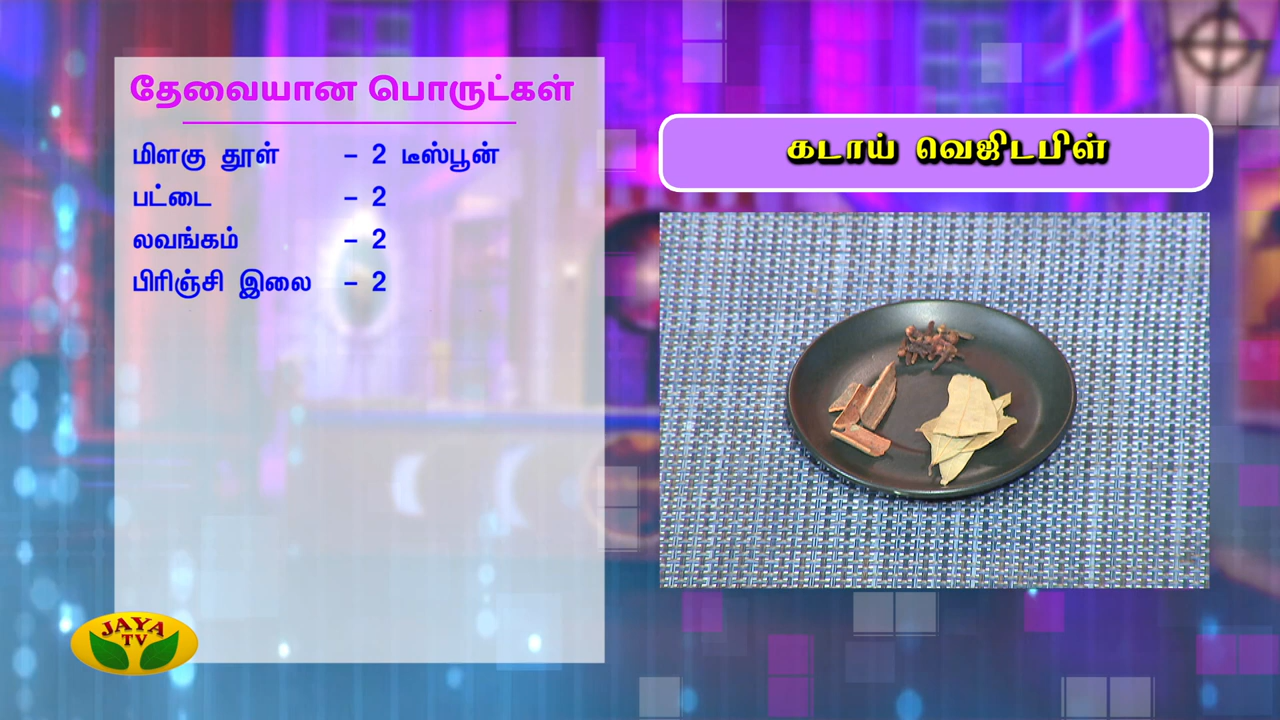 தேவையான பொருட்கள்
மிளகு தூள் – 2 டீஸ்பூன்
பட்டை – 2
லவங்கம் – 2
பிரிஞ்சி இலை – 2
கடாய் வெஜிடபிள்
JAYA
TV